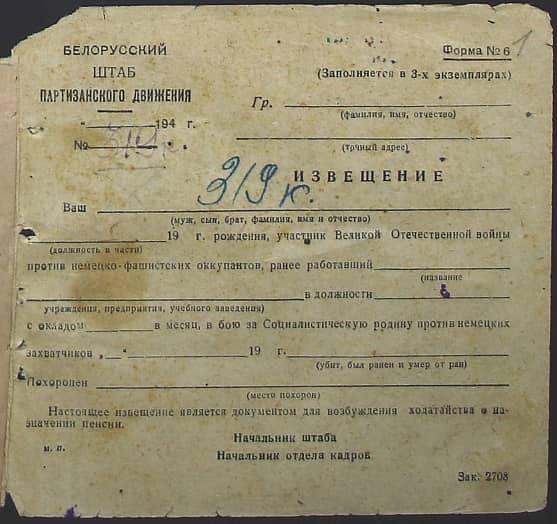 1
БЕЛОРУССКИЙ
ШТАБ
ПАРТИЗАНСКОГО ДВИЖЕНИЯ
" 194 г.
№ 319к.
Форма № 6
(Заполняется в 3-х экземплярах)
Гр.
(фамилия, имя, отчество)
(точный адрес)
ИЗВЕЩЕНИЕ
319 к.
Ваш
(муж, сын, брат, фамилия, имя и отчество)
19 г. рождения, участник Великой Отечественной войны
(должность в части)
против немецко-фашистских оккупантов, ранее работавший
(название
в должности
учреждения, предприятия, учебного заведения)
с окладом в месяц, в бою за Социалистическую родину против немецких
захватчиков „ " 19 г.
(убит, был ранен и умер от ран)
Похоронен
(место похорон)
Настоящее извещение является документом для возбуждения ходатайства о на-
значении пенсии.
Начальник штаба
м. п.
Начальник отдела кадров
Зак. 2708